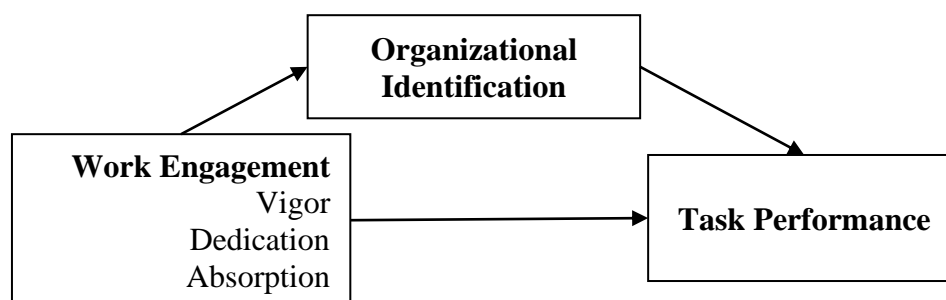 Organizational
Identification
Work Engagement
Vigor
Dedication
Absorption
Task Performance